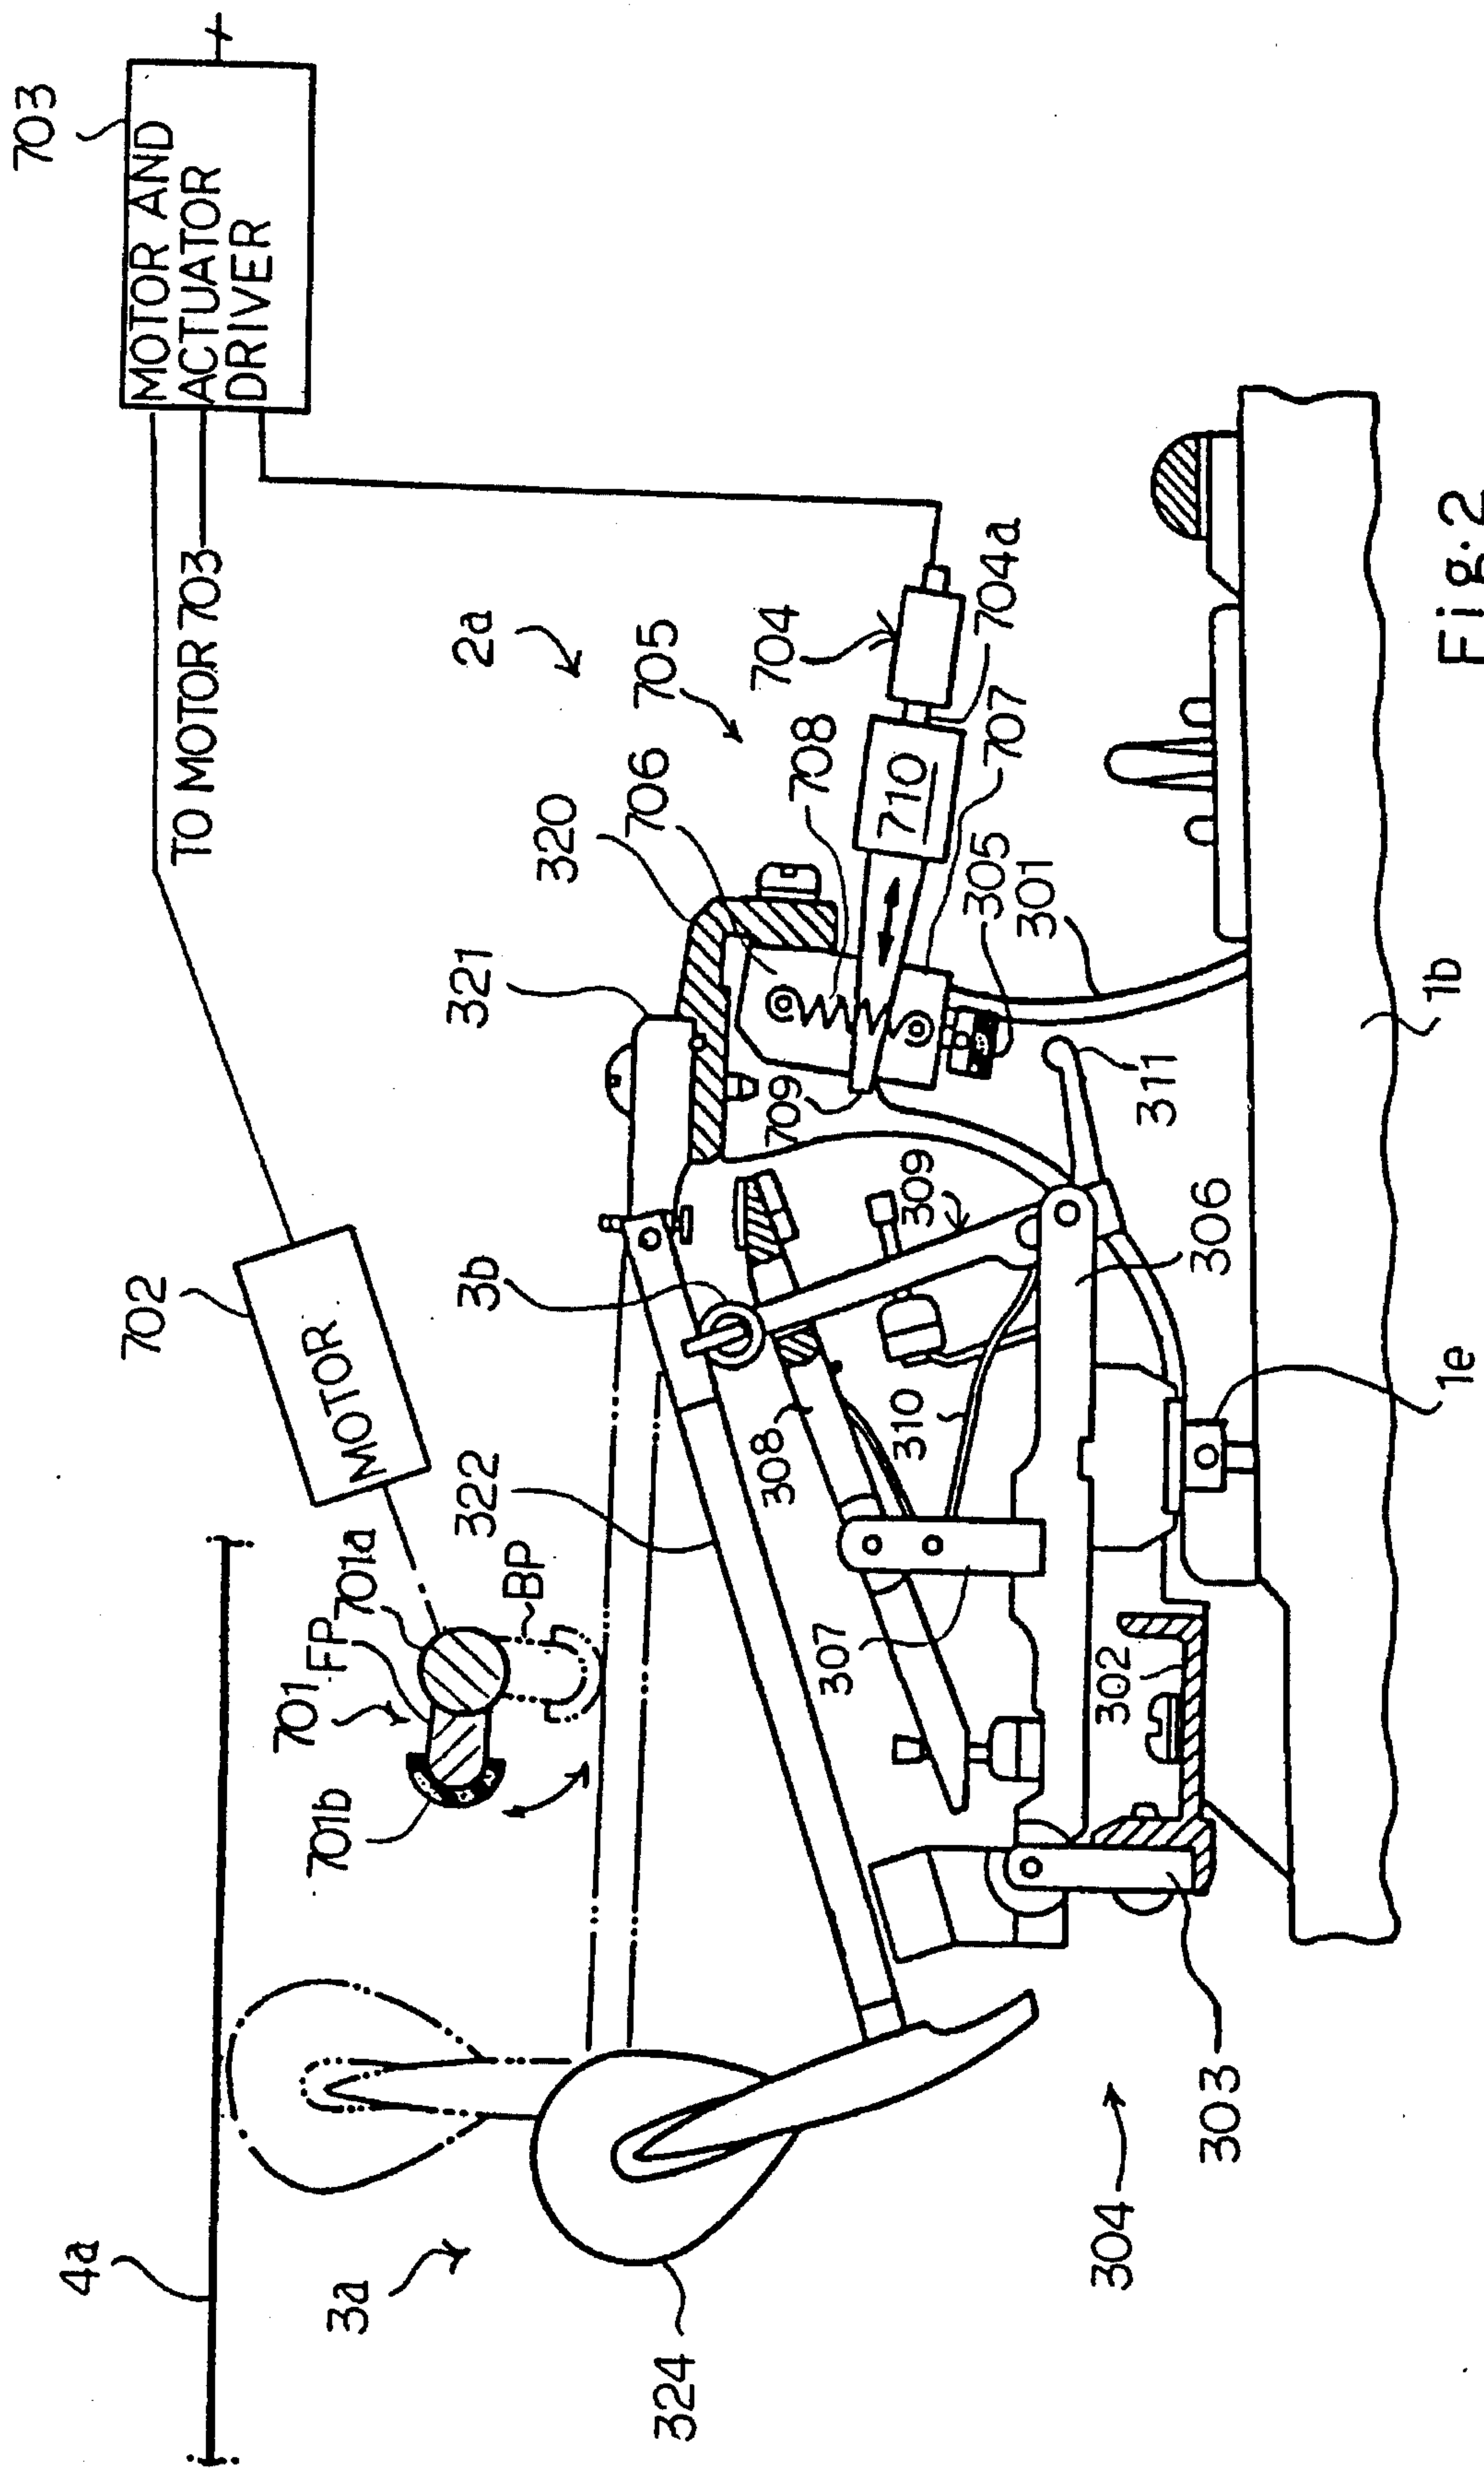 703
MOTOR AND
ACTUATOR
DRIVER
TO MOTOR 703
702
MOTOR
4a
3a
324
701b
701
FP
701a
BP
322
3b
321
320
706
705
2a
708
704
704a
710
707
305
301
709
311
309
306
308
310
307
302
303
304
1e
1b
Fig. 2